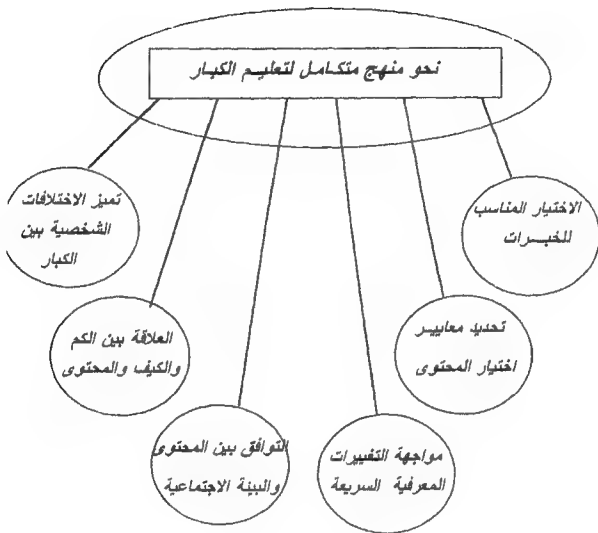 نحو منهج متكامل لتعليم الكبار
الاختيار المناسب
للخبرات
تحديد معايير
اختيار المحتوى
مواجهة التغييرات
المعرفية السريعة
التوافق بين المحتوى
والبيئة الاجتماعية
العلاقة بين الكم
والكيف والمحتوى
تميز الاختلافات
الشخصية بين
الكبار